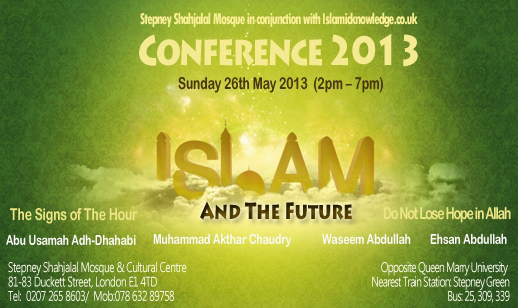 Stepney Shahjalal Mosque in conjunction with Islamicknowledge.co.uk
CONFERENCE 2013
Sunday 26th May 2013 (2pm – 7pm)
ISLAM
AND THE FUTURE
The Signs of The Hour
Do Not Lose Hope in Allah
Abu Usamah Adh-Dhahabi Muhammad Akthar Chaudry Waseem Abdullah Ehsan Abdullah
Stepney Shahjalal Mosque & Cultural Centre
81-83 Duckett Street, London E1 4TD
Tel: 0207 265 8603/ Mob:078 632 89758
Opposite Queen Marry University
Nearest Train Station: Stepney Green
Bus: 25, 309, 339